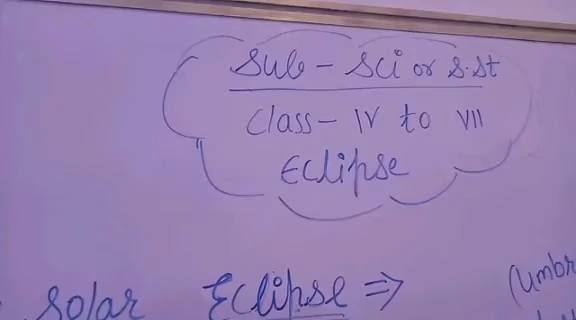 Sub - Sci or S.St
Class - IV to VII
Eclipse
Solar Eclipse ⇒